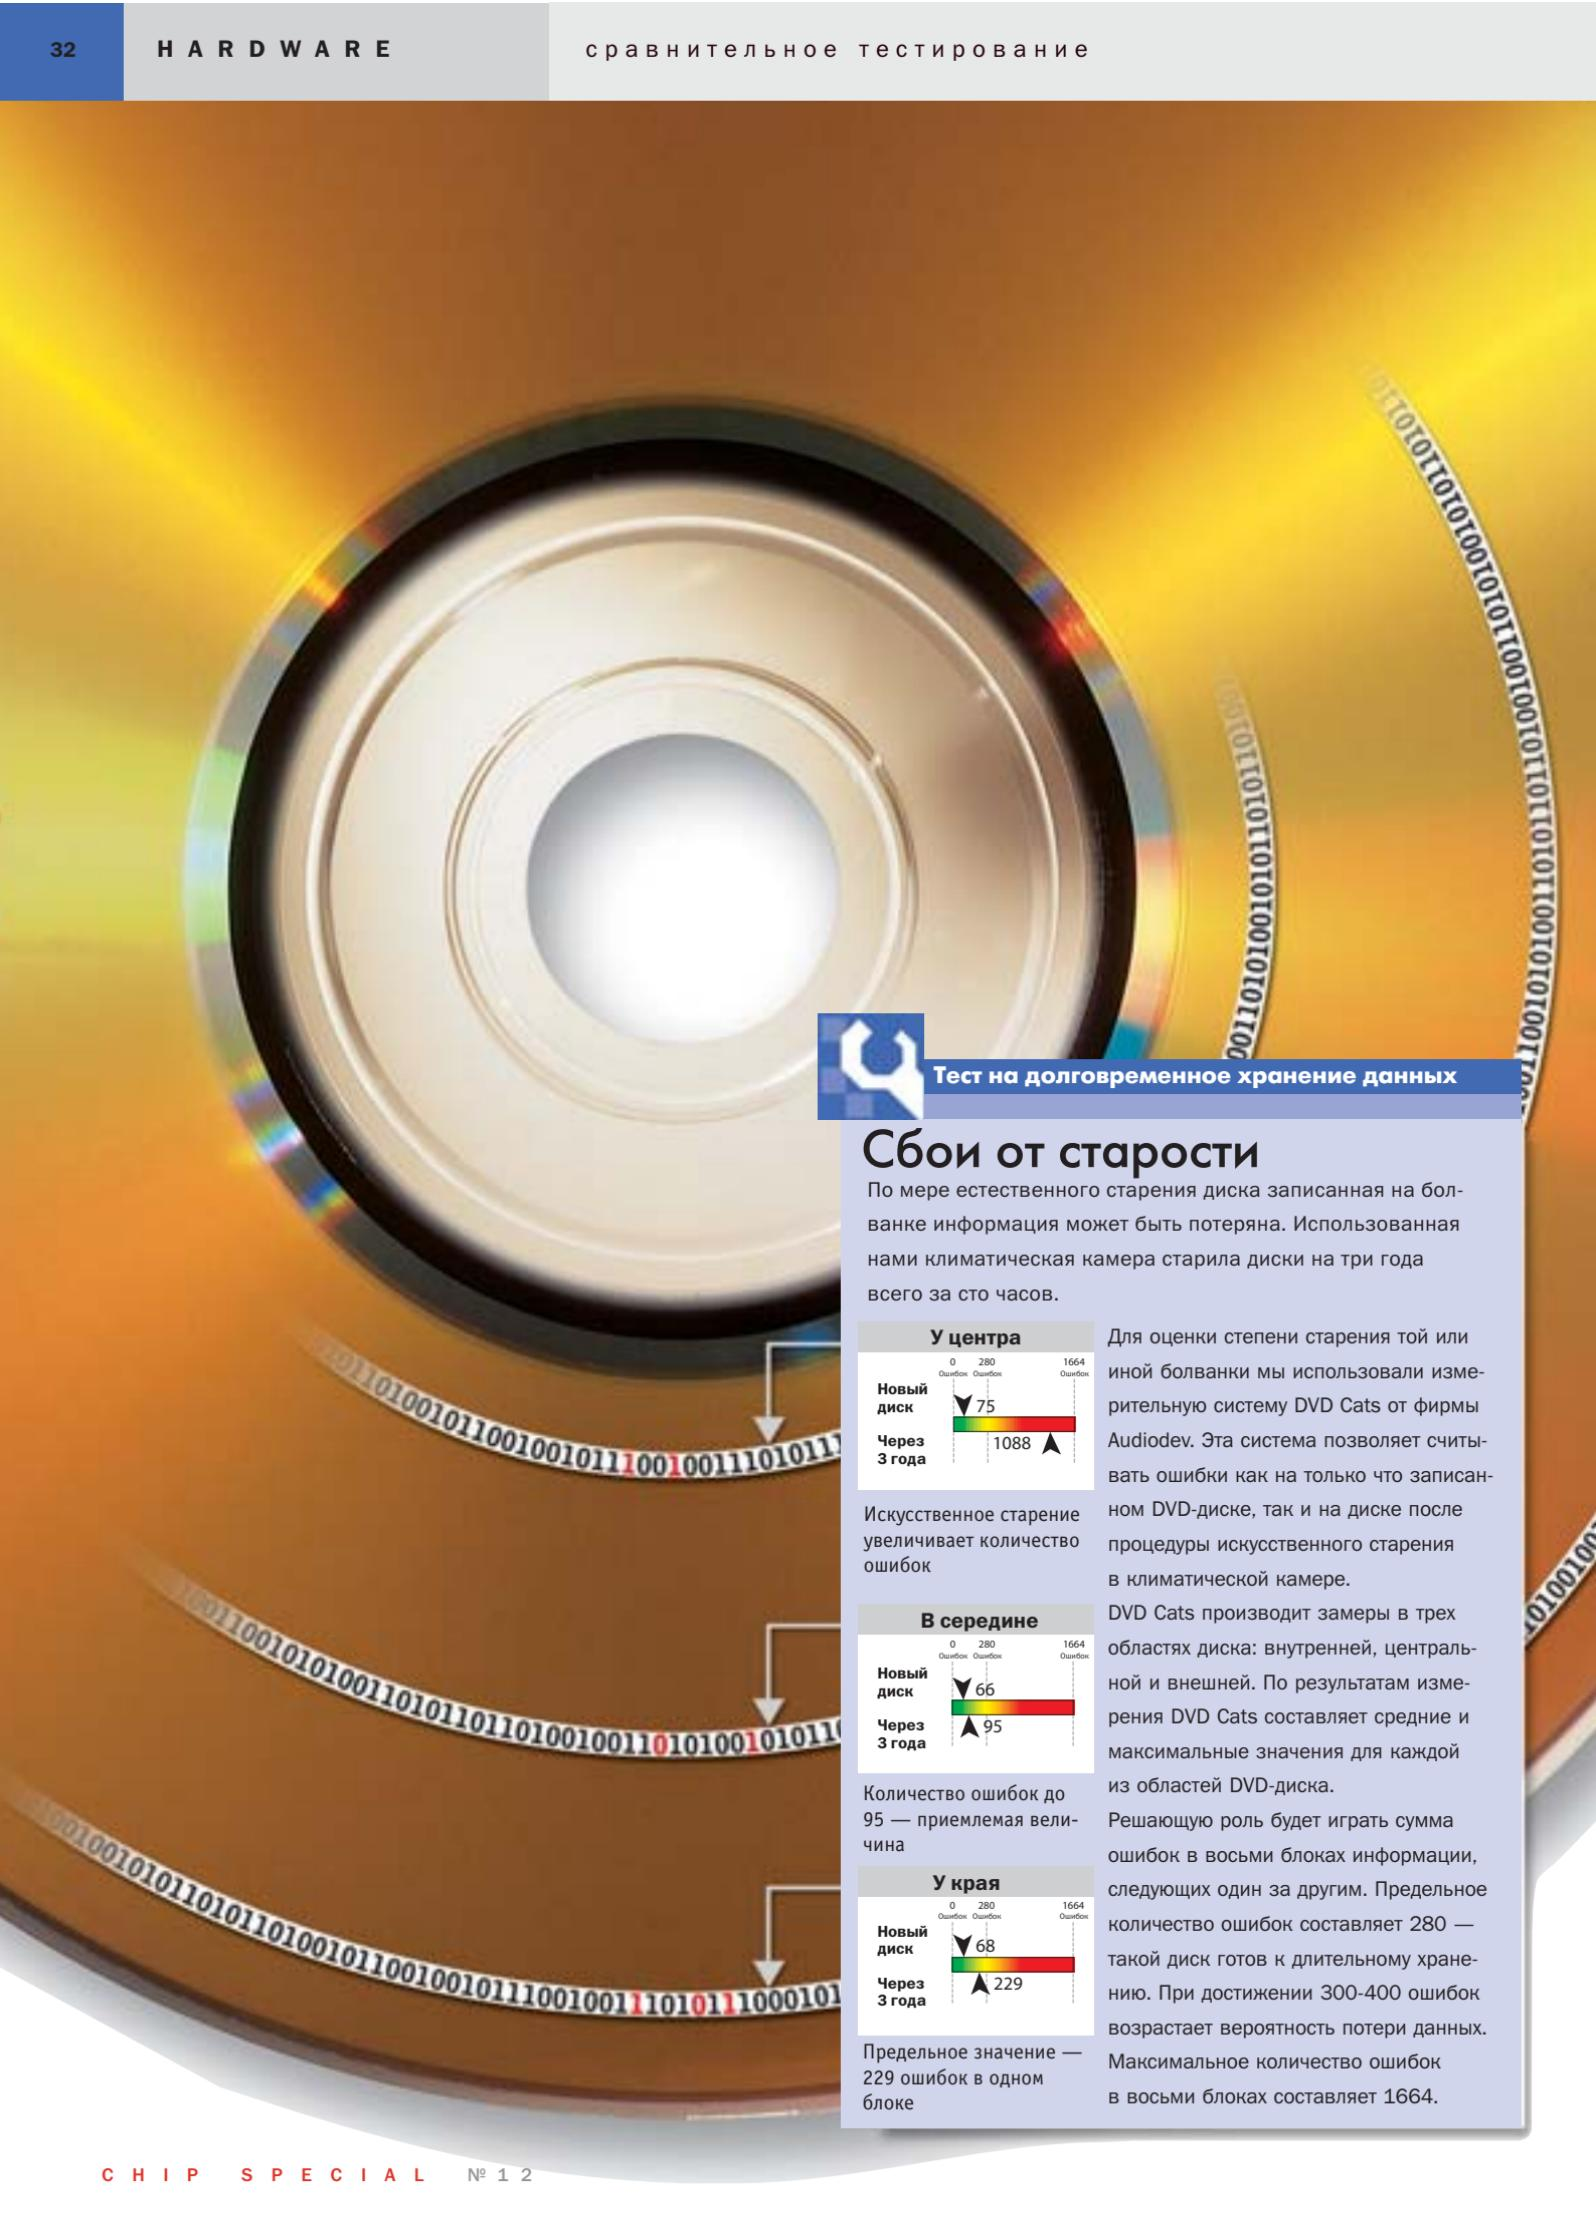 32
HARDWARE
сравнительное тестирование
Тест на долговременное хранение данных
Сбои от старости
По мере естественного старения диска записанная на бол-
ванке информация может быть потеряна. Использованная
нами климатическая камера старила диски на три года
всего за сто часов.
У центра
0 280 1664
Ошибок Ошибок Ошибок
Новый
диск
75
Через
3 года
1088
Искусственное старение
увеличивает количество
ошибок
В середине
0 280 1664
Ошибок Ошибок Ошибок
Новый
диск
66
Через
3 года
95
Количество ошибок до
95 — приемлемая вели-
чина
У края
0 280 1664
Ошибок Ошибок Ошибок
Новый
диск
68
Через
3 года
229
Предельное значение —
229 ошибок в одном
блоке
Для оценки степени старения той или
иной болванки мы использовали изме-
рительную систему DVD Cats от фирмы
Audiodev. Эта система позволяет считы-
вать ошибки как на только что записан-
ном DVD-диске, так и на диске после
процедуры искусственного старения
в климатической камере.
DVD Cats производит замеры в трех
областях диска: внутренней, централь-
ной и внешней. По результатам изме-
рения DVD Cats составляет средние и
максимальные значения для каждой
из областей DVD-диска.
Решающую роль будет играть сумма
ошибок в восьми блоках информации,
следующих один за другим. Предельное
количество ошибок составляет 280 —
такой диск готов к длительному хране-
нию. При достижении 300-400 ошибок
возрастает вероятность потери данных.
Максимальное количество ошибок
в восьми блоках составляет 1664.
CHIP SPECIAL №12